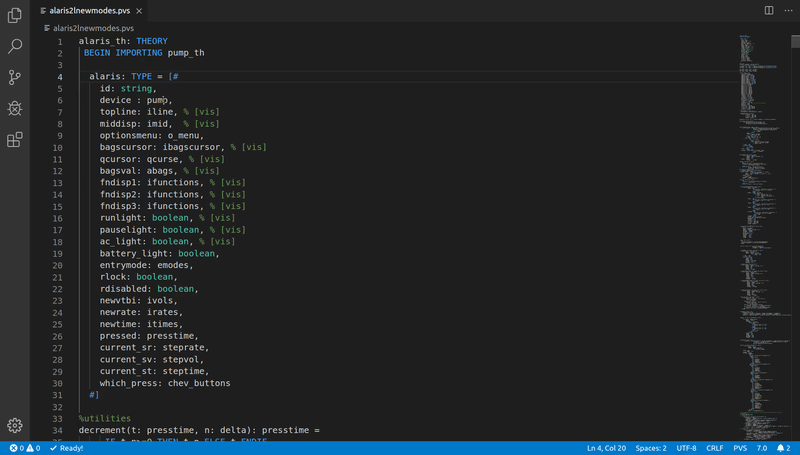 alaris2lnewmodes.pvs ×
alaris2lnewmodes.pvs
1 alaris_th: THEORY
2 BEGIN IMPORTING pump_th
3
4 alaris: TYPE = [#
5 id: string,
6 device : pump,
7 topline: iline, % [vis]
8 middisp: imid, % [vis]
9 optionsmenu: o_menu,
10 bagscursor: ibagscursor, % [vis]
11 qcursor: qcurse, % [vis]
12 bagsval: abags, % [vis]
13 fndisp1: ifunctions, % [vis]
14 fndisp2: ifunctions, % [vis]
15 fndisp3: ifunctions, % [vis]
16 runlight: boolean, % [vis]
17 pauselight: boolean, % [vis]
18 ac_light: boolean, % [vis]
19 battery_light: boolean,
20 entrymode: emodes,
21 rlock: boolean,
22 rdisabled: boolean,
23 newvtbi: ivols,
24 newrate: irates,
25 newtime: itimes,
26 pressed: presstime,
27 current_sr: steprate,
28 current_sv: stepvol,
29 current_st: steptime,
30 which_press: chev_buttons
31 #]
32
33 %utilities
34 decrement(t: presstime, n: delta): presstime =
0 0 Ready! Ln 4, Col 20 Spaces: 2 UTF-8 CRLF PVS 7.0 2